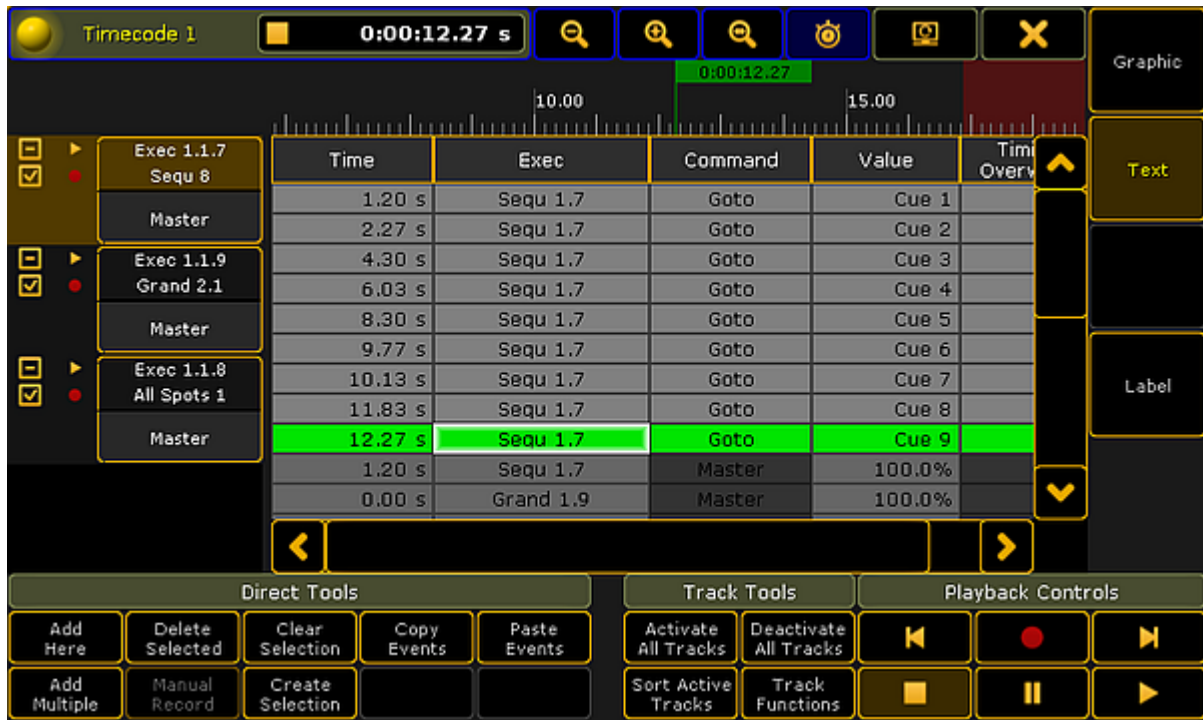 Timecode 1
0:00:12.27 s
Graphic
0:00:12.27
10.00
15.00
Exec 1.1.7
Sequ 8
Master
Exec 1.1.9
Grand 2.1
Master
Exec 1.1.8
All Spots 1
Master
Time Exec Command Value
1.20 s Sequ 1.7 Goto Cue 1
2.27 s Sequ 1.7 Goto Cue 2
4.30 s Sequ 1.7 Goto Cue 3
6.03 s Sequ 1.7 Goto Cue 4
8.30 s Sequ 1.7 Goto Cue 5
9.77 s Sequ 1.7 Goto Cue 6
10.13 s Sequ 1.7 Goto Cue 7
11.83 s Sequ 1.7 Goto Cue 8
12.27 s Sequ 1.7 Goto Cue 9
1.20 s Sequ 1.7 Master 100.0%
0.00 s Grand 1.9 Master 100.0%
Text
Label
Direct Tools
Add Here
Delete Selected
Clear Selection
Copy Events
Paste Events
Add Multiple
Manual Record
Create Selection
Track Tools
Activate All Tracks
Deactivate All Tracks
Sort Active Tracks
Track Functions
Playback Controls